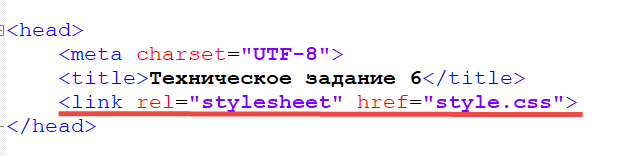 <head>
<meta charset="UTF-8">
<title>Техническое задание 6</title>
<link rel="stylesheet" href="style.css">
</head>